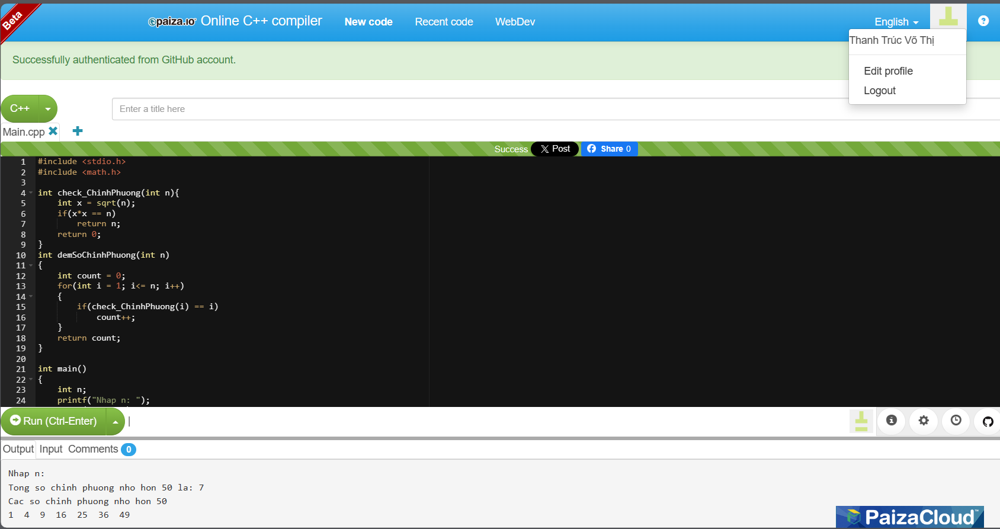 Beta
paiza.io Online C++ compiler New code Recent code WebDev English
Thanh Trúc Võ Thị
Edit profile
Logout
Successfully authenticated from GitHub account.
C++
Enter a title here
Main.cpp
Success Post Share 0
1 #include <stdio.h>
2 #include <math.h>
3
4 int check_ChinhPhuong(int n){
5     int x = sqrt(n);
6     if(x*x == n)
7         return n;
8     return 0;
9 }
10 int demSoChinhPhuong(int n)
11 {
12     int count = 0;
13     for(int i = 1; i<= n; i++)
14     {
15         if(check_ChinhPhuong(i) == i)
16             count++;
17     }
18     return count;
19 }
20
21 int main()
22 {
23     int n;
24     printf("Nhap n: ");
Run (Ctrl-Enter)
Output Input Comments 0
Nhap n:
Tong so chinh phuong nho hon 50 la: 7
Cac so chinh phuong nho hon 50
1 4 9 16 25 36 49
PaizaCloud™